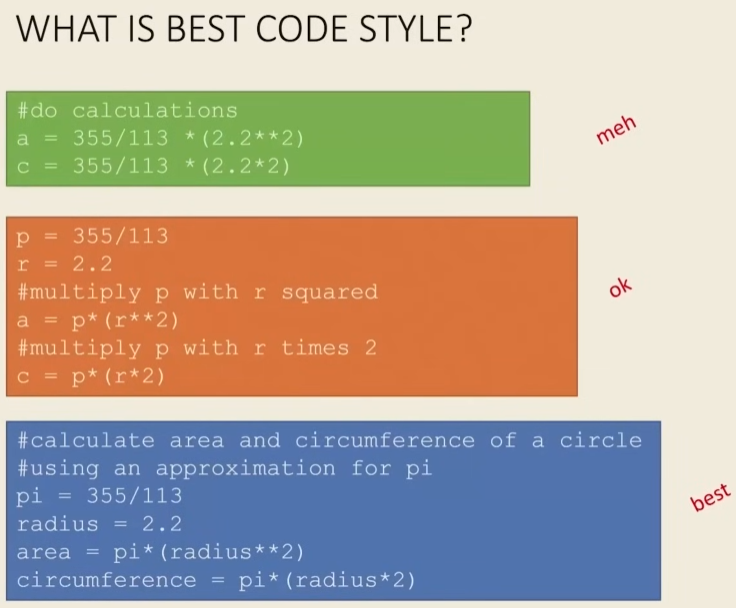 WHAT IS BEST CODE STYLE?
#do calculations
a = 355/113 *(2.2**2)
c = 355/113 *(2.2*2)
meh
p = 355/113
r = 2.2
#multiply p with r squared
a = p*(r**2)
#multiply p with r times 2
c = p*(r*2)
ok
#calculate area and circumference of a circle
#using an approximation for pi
pi = 355/113
radius = 2.2
area = pi*(radius**2)
circumference = pi*(radius*2)
best